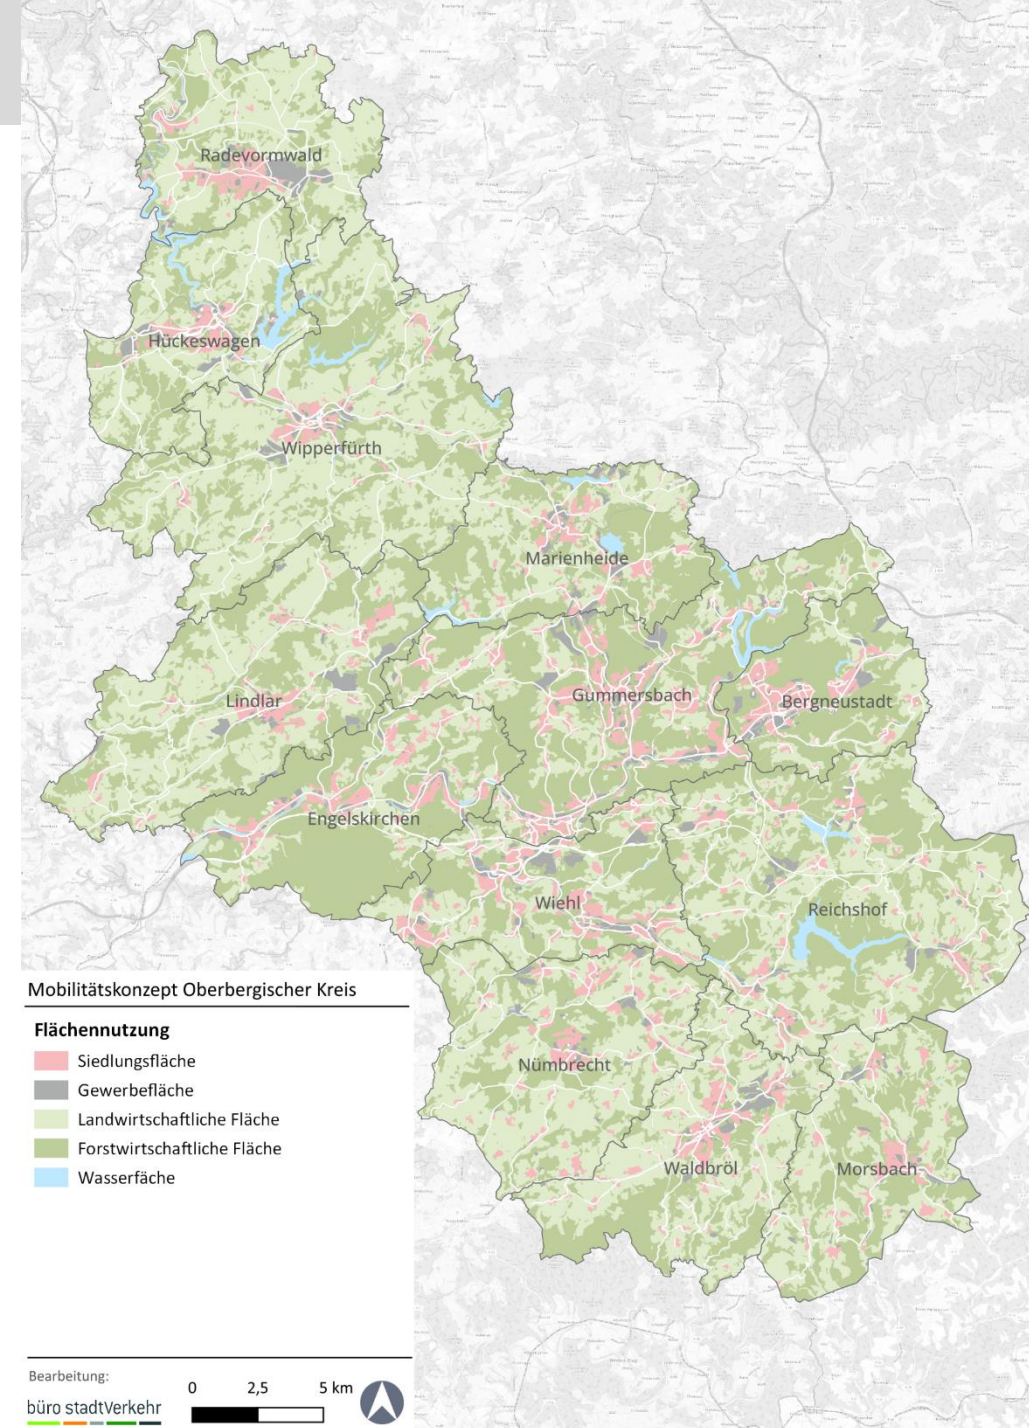 Radevormwald
Hückeswagen
Wipperfürth
Marienheide
Lindlar
Gummersbach
Bergneustadt
Engelskirchen
Wiehl
Reichshof
Nümbrecht
Waldbröl
Morsbach
Mobilitätskonzept Oberbergischer Kreis
Flächennutzung
Siedlungsfläche
Gewerbefläche
Landwirtschaftliche Fläche
Forstwirtschaftliche Fläche
Wasserfäche
Bearbeitung:
büro stadtVerkehr
0 2,5 5 km